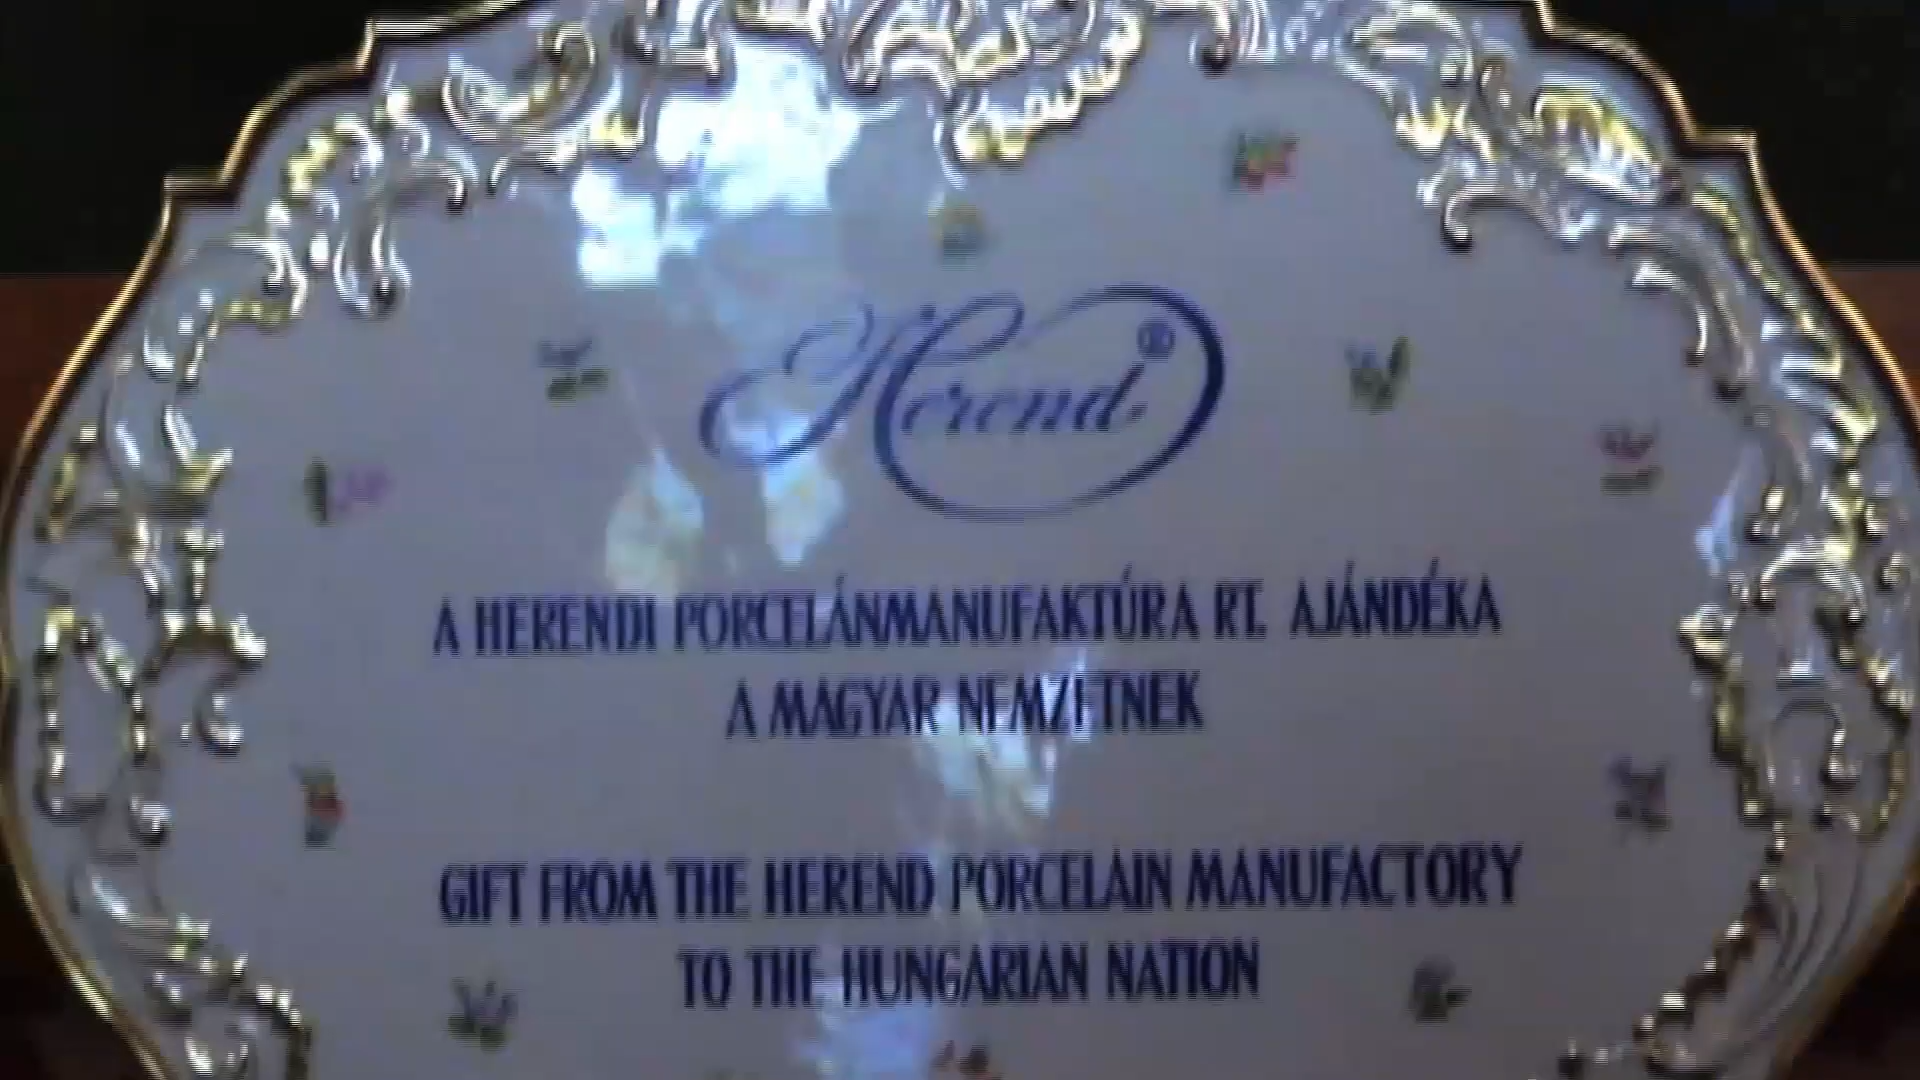 Herend®
A HERENDI PORCELÁNMANUFAKTÚRA RT. AJÁNDÉKA
A MAGYAR NEMZETNEK
GIFT FROM THE HEREND PORCELAIN MANUFACTORY
TO THE HUNGARIAN NATION